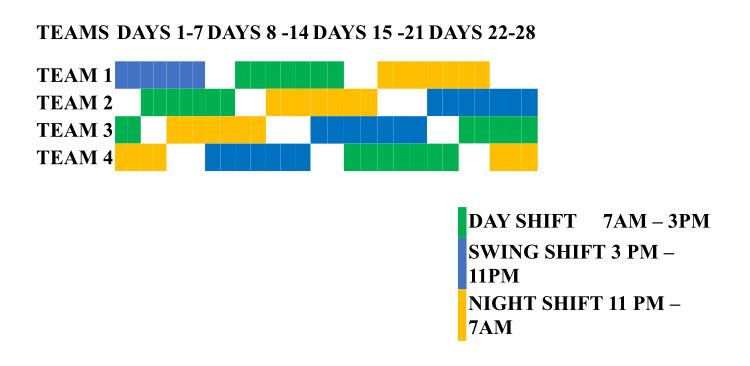 TEAMS DAYS 1-7 DAYS 8 -14 DAYS 15 -21 DAYS 22-28
TEAM 1
TEAM 2
TEAM 3
TEAM 4
DAY SHIFT 7AM – 3PM
SWING SHIFT 3 PM –
11PM
NIGHT SHIFT 11 PM –
7AM